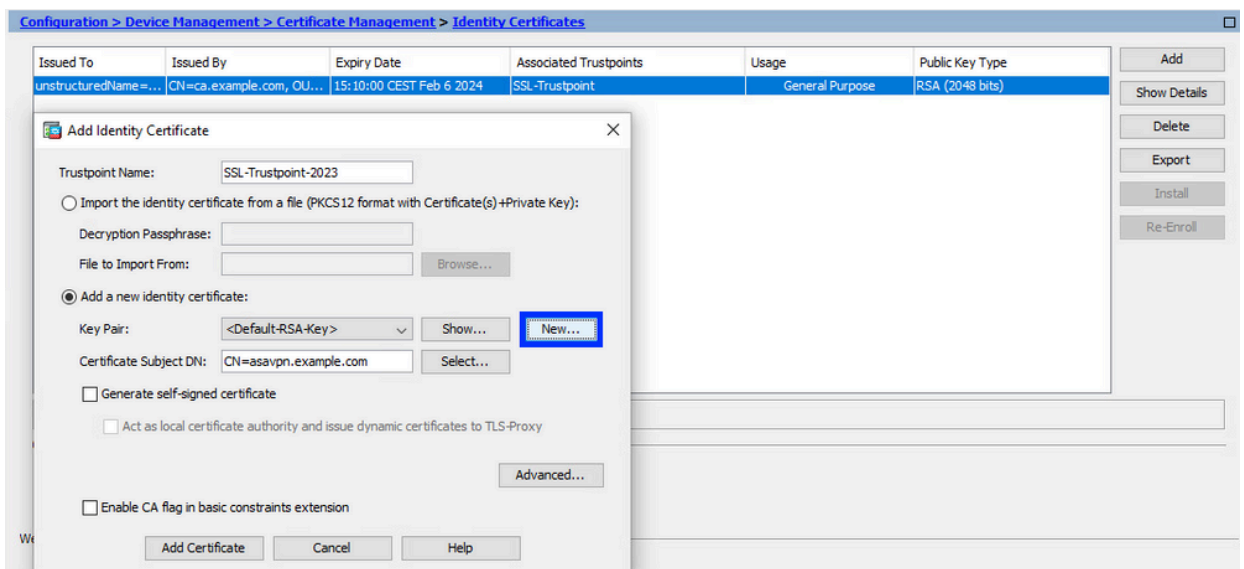 Configuration > Device Management > Certificate Management > Identity Certificates
Issued To Issued By Expiry Date Associated Trustpoints Usage Public Key Type
unstructuredName=... CN=ca.example.com, OU... 15:10:00 CEST Feb 6 2024 SSL-Trustpoint General Purpose RSA (2048 bits)
Add
Show Details
Delete
Export
Install
Re-Enroll
Add Identity Certificate
Trustpoint Name: SSL-Trustpoint-2023
Import the identity certificate from a file (PKCS12 format with Certificate(s)+Private Key):
Decryption Passphrase:
File to Import From: Browse...
Add a new identity certificate:
Key Pair: <Default-RSA-Key> Show... New...
Certificate Subject DN: CN=asavpn.example.com Select...
Generate self-signed certificate
Act as local certificate authority and issue dynamic certificates to TLS-Proxy
Advanced...
Enable CA flag in basic constraints extension
We
Add Certificate Cancel Help